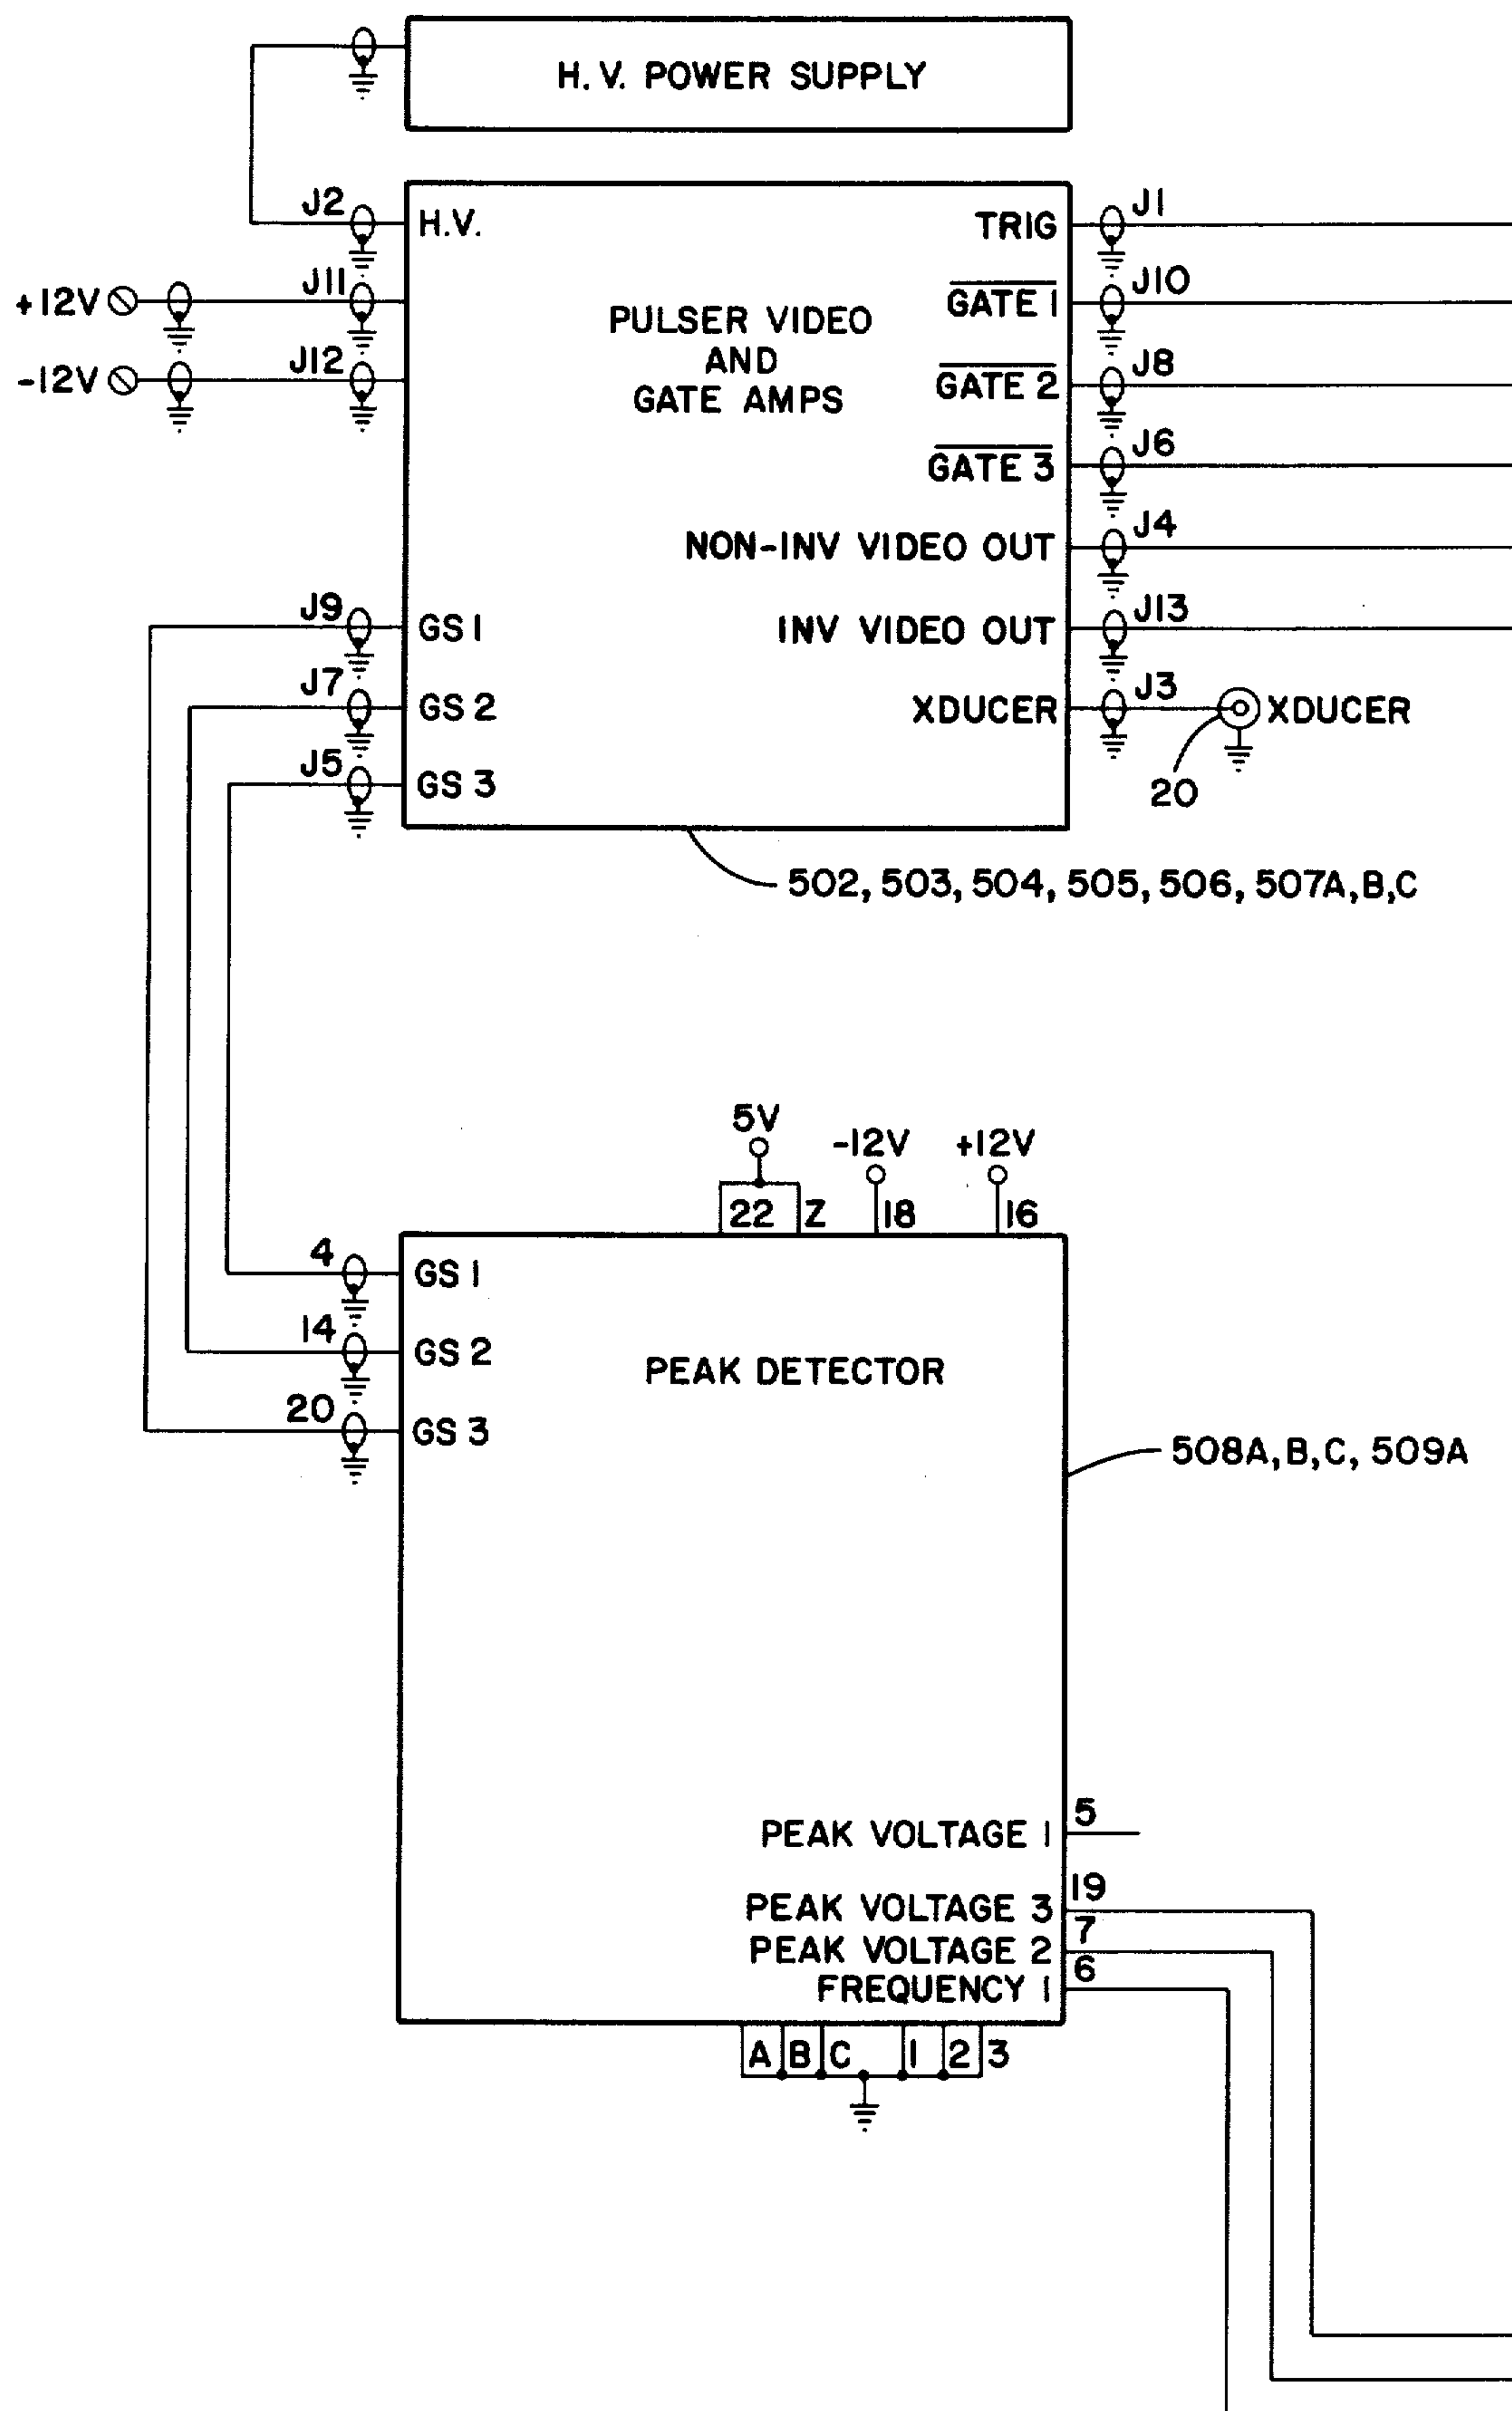 H. V. POWER SUPPLY
J2
H.V.
TRIG
J1
+12V
J11
GATE 1
J10
PULSER VIDEO
AND
GATE AMPS
-12V
J12
GATE 2
J8
GATE 3
J6
NON-INV VIDEO OUT
J4
J9
GS 1
INV VIDEO OUT
J13
J7
GS 2
XDUCER
J3
XDUCER
J5
GS 3
20
502, 503, 504, 505, 506, 507A, B, C
5V
-12V
+12V
22
Z
18
16
4
GS 1
14
GS 2
PEAK DETECTOR
20
GS 3
508A, B, C, 509A
PEAK VOLTAGE 1
5
PEAK VOLTAGE 3
19
PEAK VOLTAGE 2
7
FREQUENCY 1
6
A B C 1 2 3